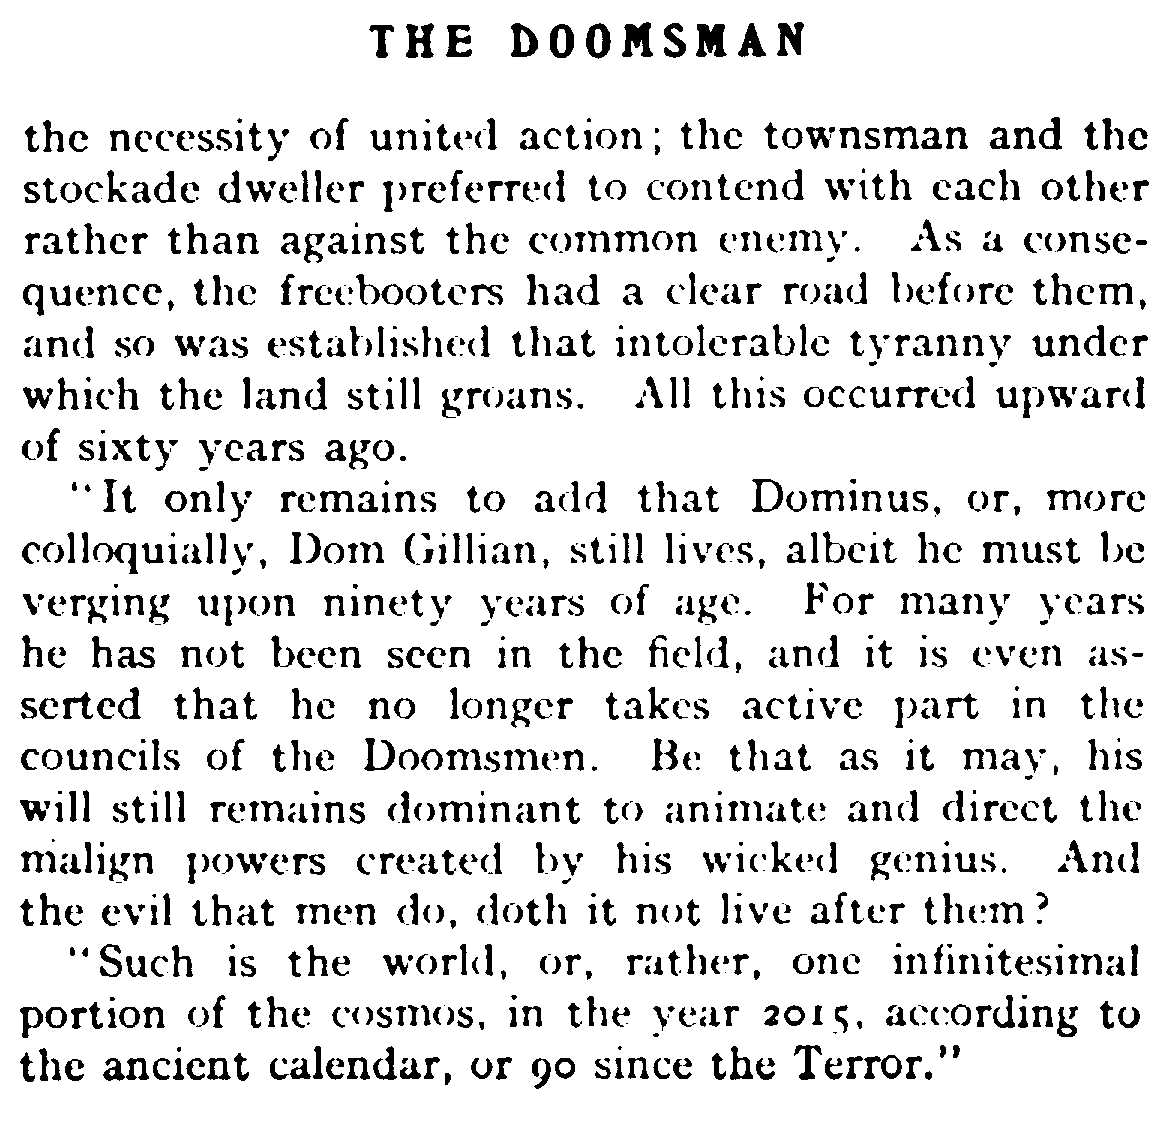 THE DOOMSMAN
the necessity of united action; the townsman and the
stockade dweller preferred to contend with each other
rather than against the common enemy. As a conse-
quence, the freebooters had a clear road before them,
and so was established that intolerable tyranny under
which the land still groans. All this occurred upward
of sixty years ago.
"It only remains to add that Dominus, or, more
colloquially, Dom Gillian, still lives, albeit he must be
verging upon ninety years of age. For many years
he has not been seen in the field, and it is even as-
serted that he no longer takes active part in the
councils of the Doomsmen. Be that as it may, his
will still remains dominant to animate and direct the
malign powers created by his wicked genius. And
the evil that men do, doth it not live after them?
"Such is the world, or, rather, one infinitesimal
portion of the cosmos, in the year 2015, according to
the ancient calendar, or 90 since the Terror."